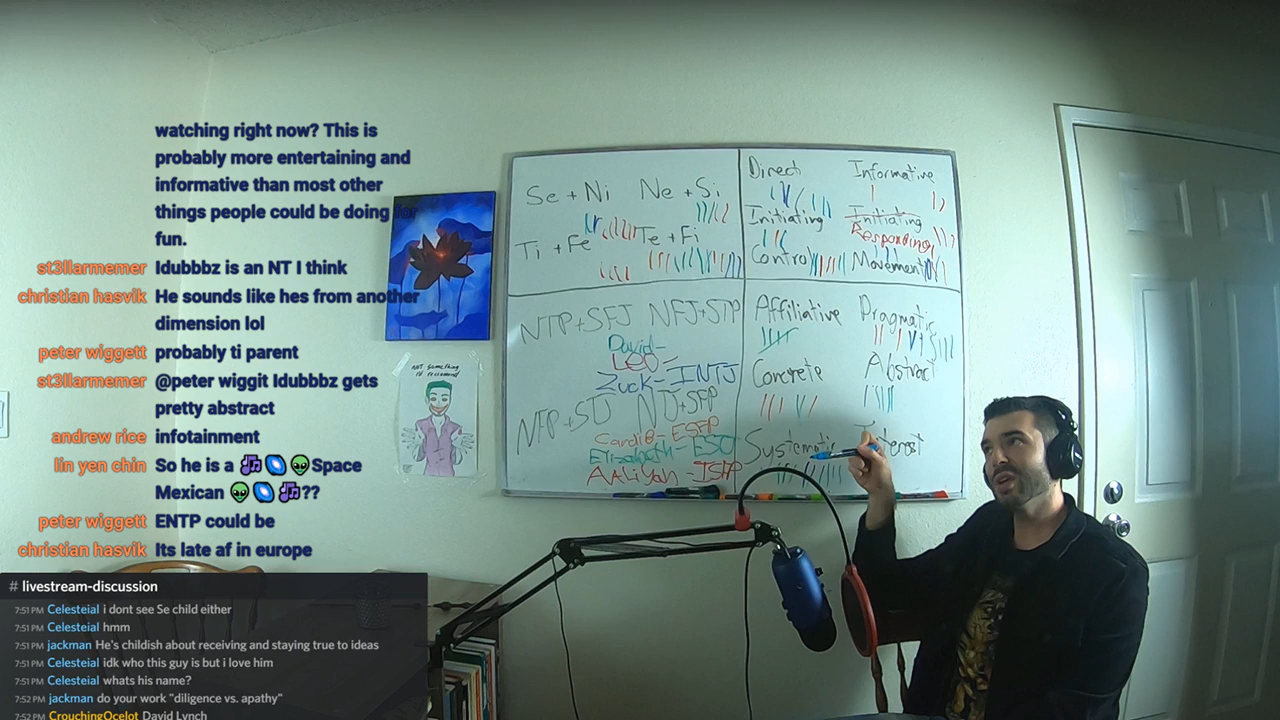 watching right now? This is
probably more entertaining and
informative than most other
things people could be doing for
fun.
st3llarmemer Idubbbz is an NT I think
christian hasvik He sounds like hes from another
dimension lol
peter wiggett probably ti parent
st3llarmemer @peter wiggit Idubbbz gets
pretty abstract
andrew rice infotainment
lin yen chin So he is a 🎶🌌👽Space
Mexican 👽🌌🎶??
peter wiggett ENTP could be
christian hasvik Its late af in europe
# livestream-discussion
7:51 PM Celesteial i dont see Se child either
7:51 PM Celesteial hmm
7:51 PM jackman He's childish about receiving and staying true to ideas
7:51 PM Celesteial idk who this guy is but i love him
7:51 PM Celesteial whats his name?
7:52 PM jackman do your work "diligence vs. apathy"
7:52 PM CrouchingOcelot David Lynch
NOT something
Se + Ni Ne + Si
Ti + Fe Te + Fi
NTP + SFJ NFJ + STP
David-
LEO-
Zuck- INTJ
NFP + STJ NTJ + SFP
Cardi B- ESFP
Elizabeth- ESTJ
AAliyah- ISFP
Direct Informative
Initiating Initiating
Responding
Control Movement
Affiliative Pragmatic
Concrete Abstract
Systematic Interest